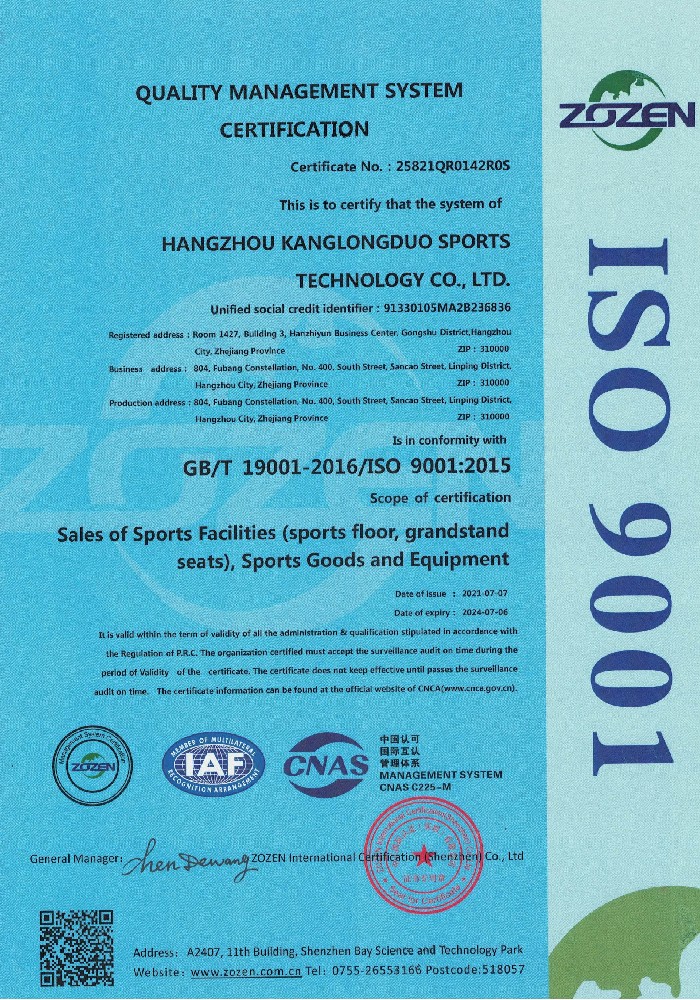 ZOZEN
QUALITY MANAGEMENT SYSTEM
CERTIFICATION
Certificate No. : 25821QR0142R0S
This is to certify that the system of
HANGZHOU KANGLONGDUO SPORTS
TECHNOLOGY CO., LTD.
Unified social credit identifier : 91330105MA2B236836
Registered address : Room 1427, Building 3, Hanzhiyun Business Center, Gongshu District,Hangzhou
City, Zhejiang Province ZIP : 310000
Business address : 804, Fubang Constellation, No. 400, South Street, Sancao Street, Linping District,
Hangzhou City, Zhejiang Province ZIP : 310000
Production address : 804, Fubang Constellation, No. 400, South Street, Sancao Street, Linping District,
Hangzhou City, Zhejiang Province ZIP : 310000
Is in conformity with
GB/T 19001-2016/ISO 9001:2015
Scope of certification
Sales of Sports Facilities (sports floor, grandstand
seats), Sports Goods and Equipment
Date of issue : 2021-07-07
Date of expiry : 2024-07-06
It is valid within the term of validity of all the administration & qualification stipulated in accordance with
the Regulation of P.R.C. The organization certified must accept the surveillance audit on time during the
period of Validity of the certificate. The certificate does not keep effective until passes the surveillance
audit on time. The certificate information can be found at the official website of CNCA(www.cnca.gov.cn).
ISO 9001
Management System Certification
ZOZEN
MEMBER OF MULTILATERAL
IAF
RECOGNITION ARRANGEMENT
CNAS
中国认可
国际互认
管理体系
MANAGEMENT SYSTEM
CNAS C225-M
General Manager: Chen Dewang ZOZEN International Certification (Shenzhen) Co., Ltd
Address: A2407, 11th Building, Shenzhen Bay Science and Technology Park
Website: www.zozen.com.cn Tel: 0755-26553166 Postcode:518057